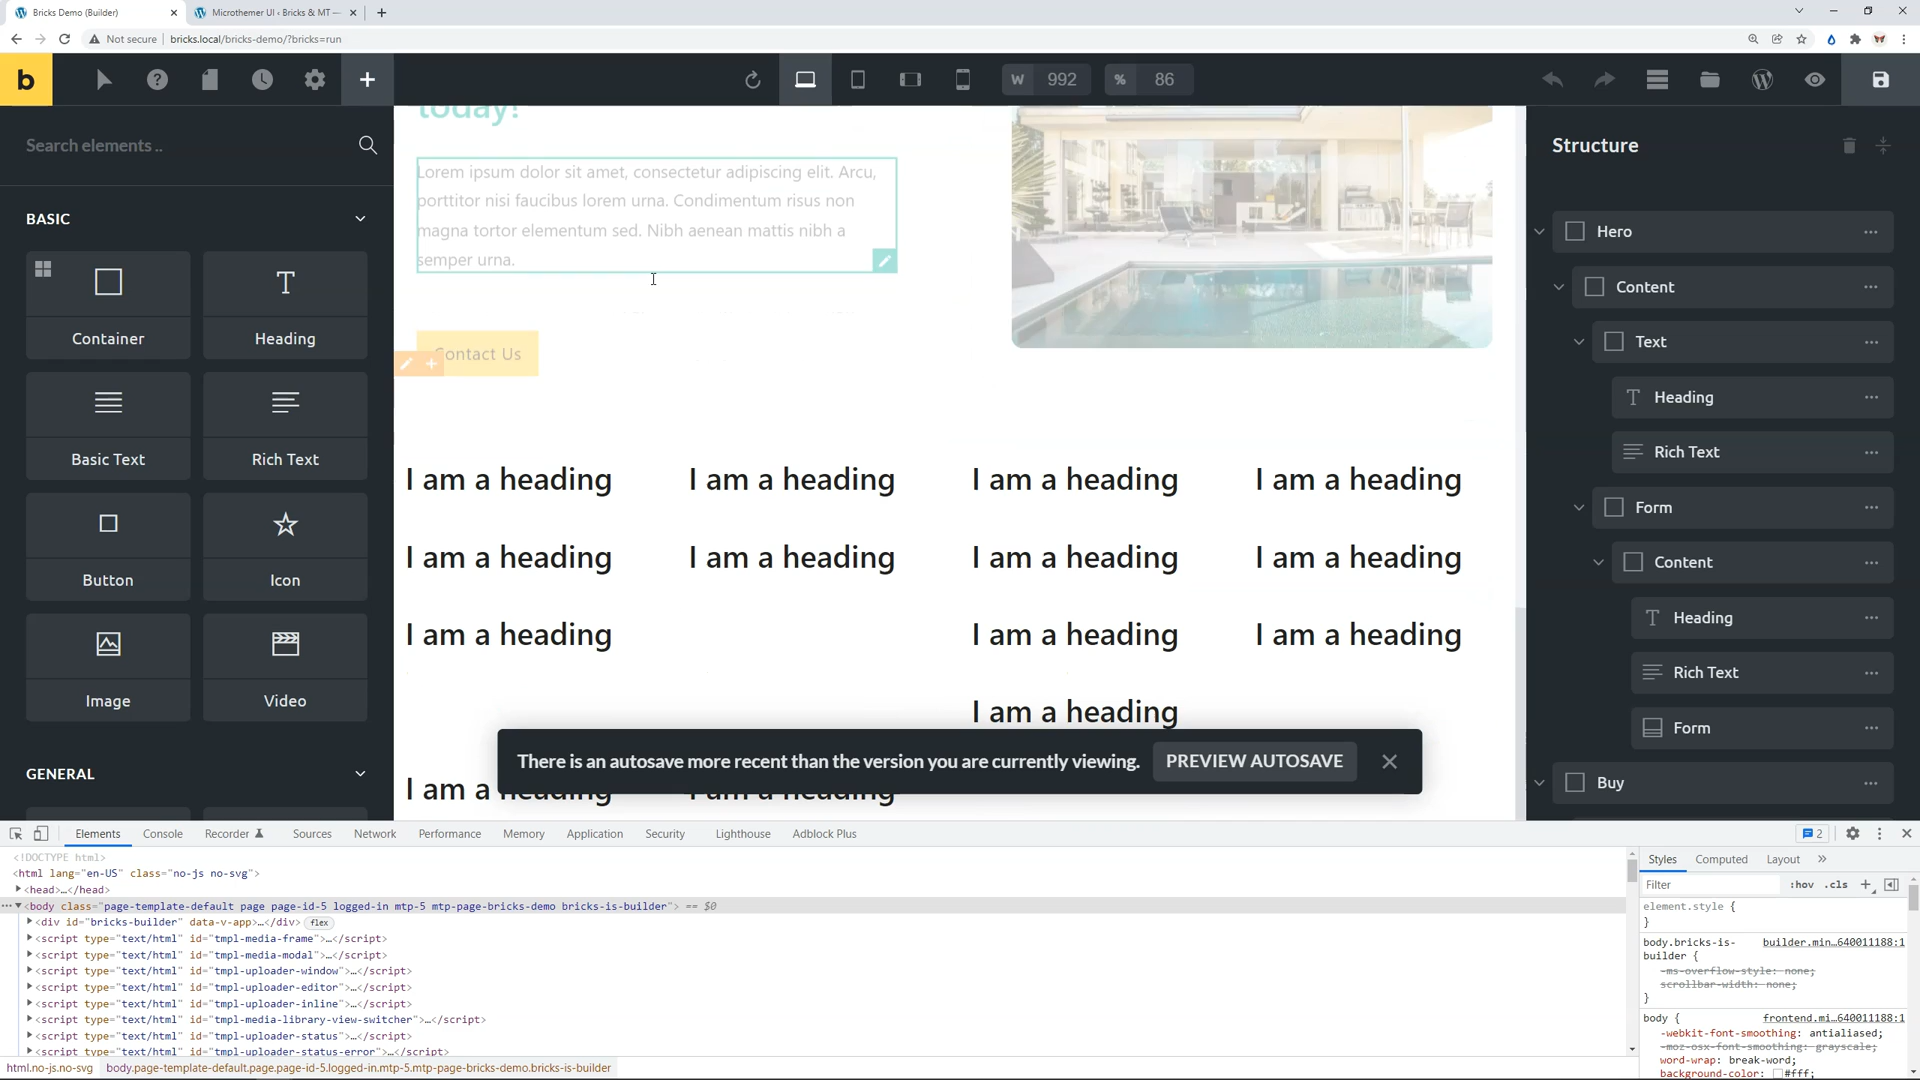 Bricks Demo (Builder)
Microthemer UI ‹ Bricks & MT —
Not secure
bricks.local/bricks-demo/?bricks=run
b
W 992
% 86
Search elements ..
BASIC
Container
Heading
Basic Text
Rich Text
Button
Icon
Image
Video
GENERAL
today!
Lorem ipsum dolor sit amet, consectetur adipiscing elit. Arcu,
porttitor nisi faucibus lorem urna. Condimentum risus non
magna tortor elementum sed. Nibh aenean mattis nibh a
semper urna.
Contact Us
I am a heading I am a heading I am a heading I am a heading
I am a heading I am a heading I am a heading I am a heading
I am a heading I am a heading I am a heading
I am a heading
I am a heading I am a heading
There is an autosave more recent than the version you are currently viewing.
PREVIEW AUTOSAVE
Structure
Hero
Content
Text
Heading
Rich Text
Form
Content
Heading
Rich Text
Form
Buy
Elements Console Recorder Sources Network Performance Memory Application Security Lighthouse Adblock Plus
2
<!DOCTYPE html>
<html lang="en-US" class="no-js no-svg">
<head>…</head>
<body class="page-template-default page page-id-5 logged-in mtp-5 mtp-page-bricks-demo bricks-is-builder"> == $0
<div id="bricks-builder" data-v-app>…</div> flex
<script type="text/html" id="tmpl-media-frame">…</script>
<script type="text/html" id="tmpl-media-modal">…</script>
<script type="text/html" id="tmpl-uploader-window">…</script>
<script type="text/html" id="tmpl-uploader-editor">…</script>
<script type="text/html" id="tmpl-uploader-inline">…</script>
<script type="text/html" id="tmpl-media-library-view-switcher">…</script>
<script type="text/html" id="tmpl-uploader-status">…</script>
<script type="text/html" id="tmpl-uploader-status-error">…</script>
html.no-js.no-svg
body.page-template-default.page.page-id-5.logged-in.mtp-5.mtp-page-bricks-demo.bricks-is-builder
Styles Computed Layout
Filter
:hov .cls
element.style {
}
body.bricks-is- builder.min…640011188:1
builder {
-ms-overflow-style: none;
scrollbar-width: none;
}
body { frontend.mi…640011188:1
-webkit-font-smoothing: antialiased;
-moz-osx-font-smoothing: grayscale;
word-wrap: break-word;
background-color: #fff;